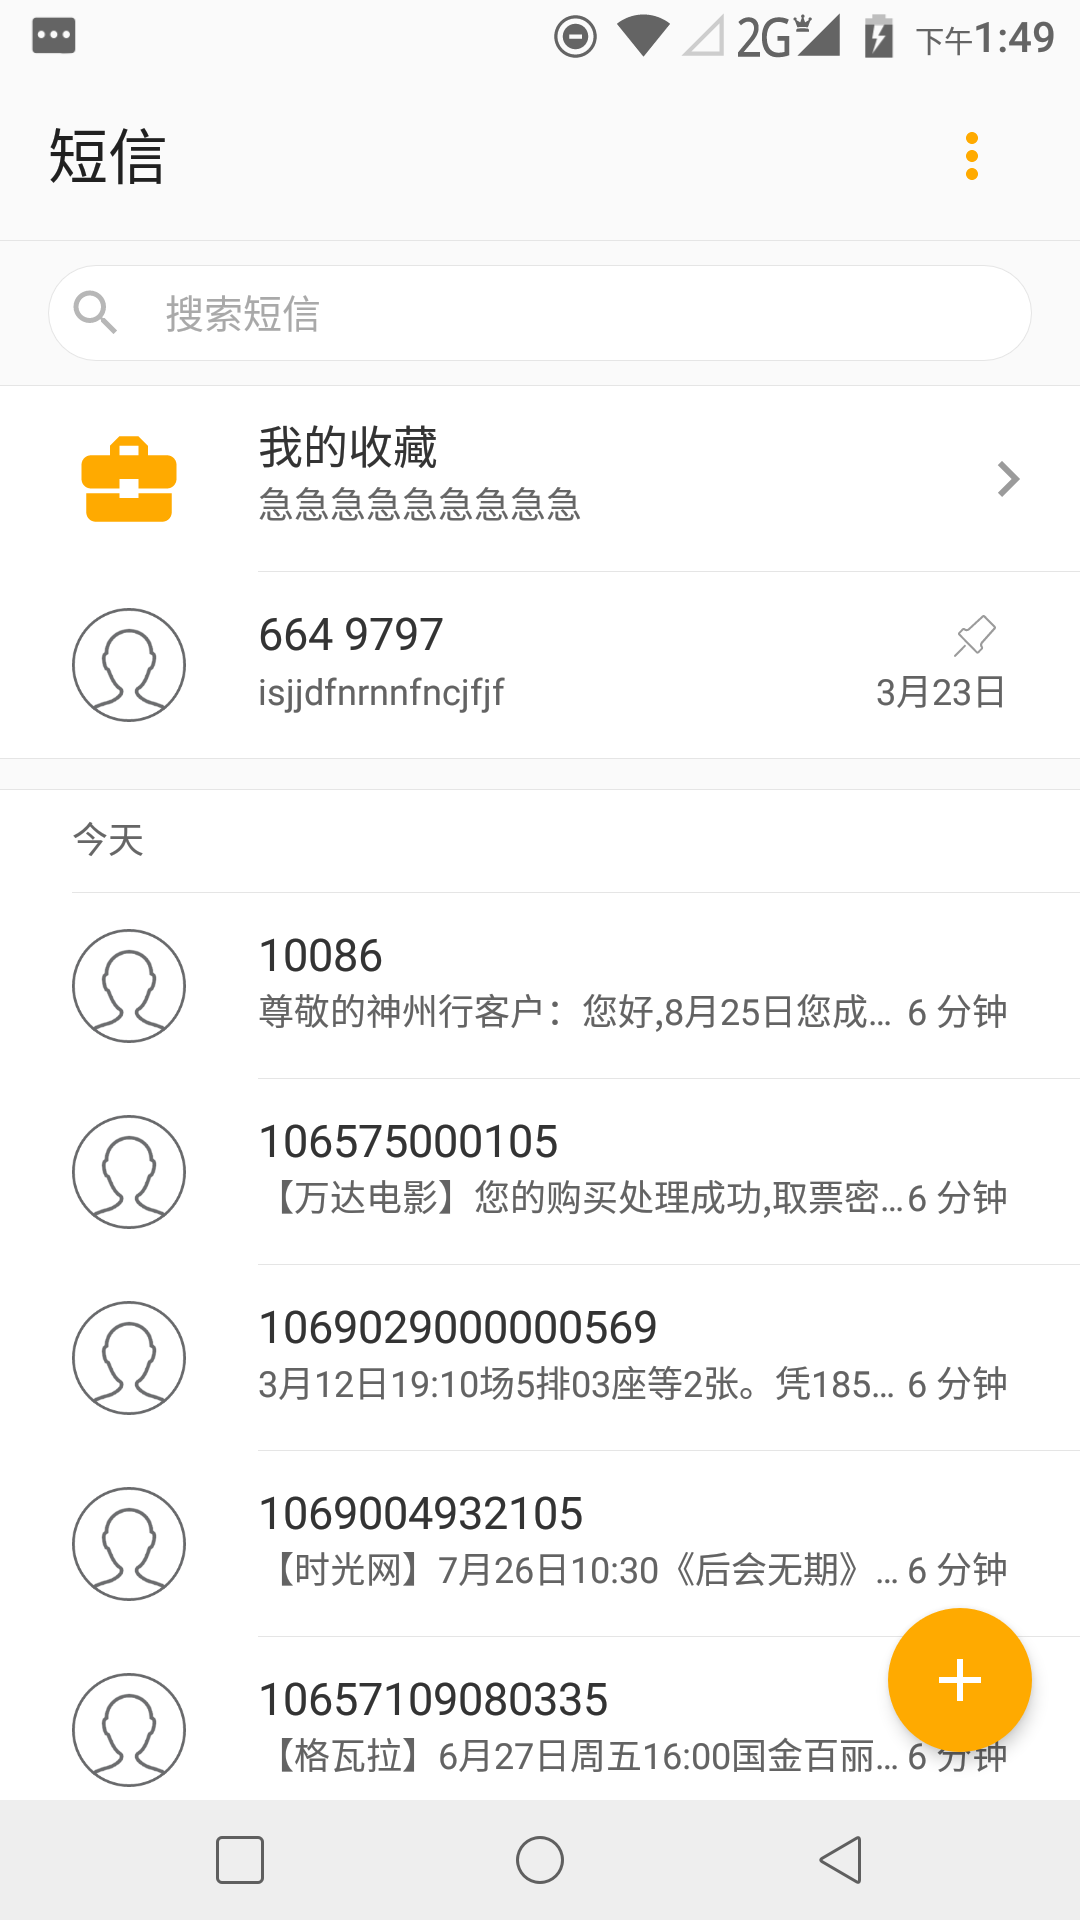 2G 下午1:49
短信
搜索短信
我的收藏
急急急急急急急急急
664 9797
isjjdfnrnnfncjfjf 3月23日
今天
10086
尊敬的神州行客户：您好,8月25日您成... 6 分钟
106575000105
【万达电影】您的购买处理成功,取票密... 6 分钟
1069029000000569
3月12日19:10场5排03座等2张。凭185... 6 分钟
1069004932105
【时光网】7月26日10:30《后会无期》... 6 分钟
10657109080335
【格瓦拉】6月27日周五16:00国金百丽... 6 分钟